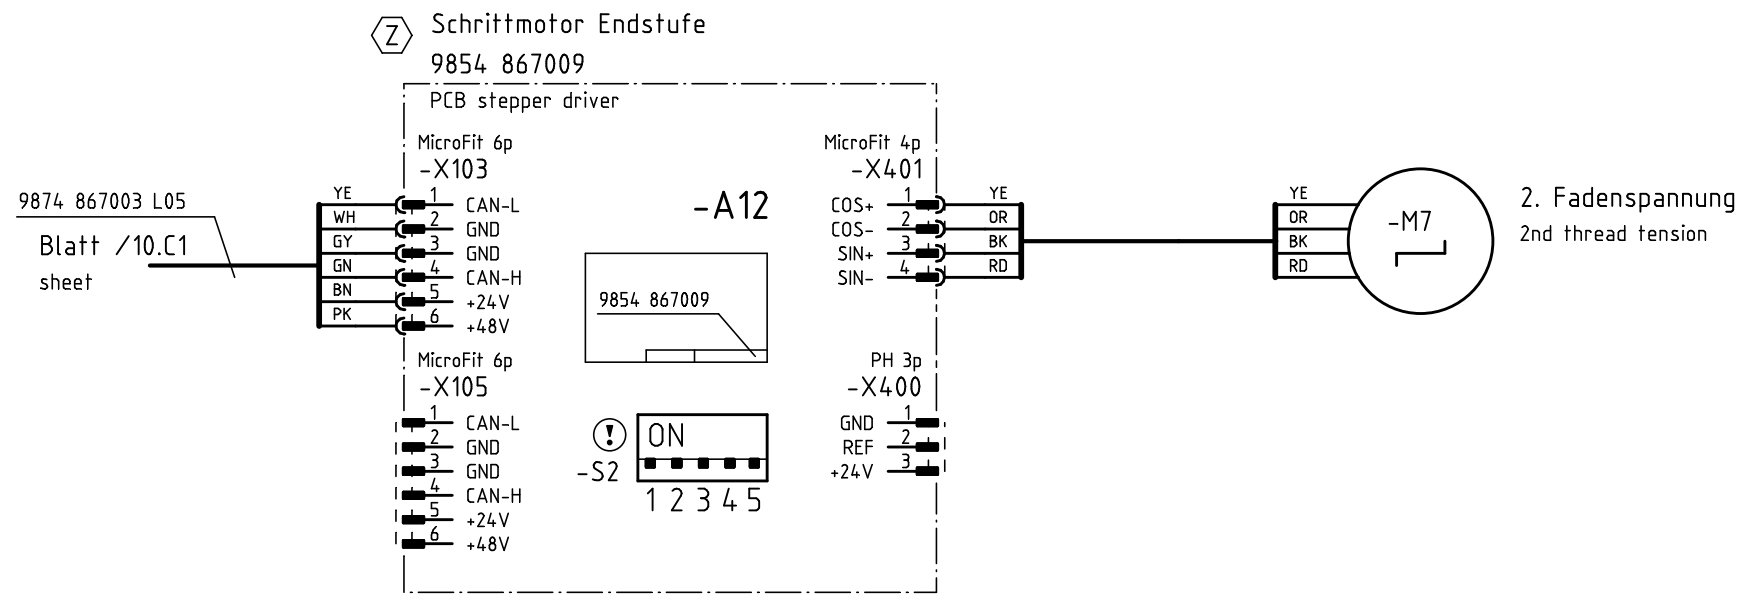 Z
Schrittmotor Endstufe
9854 867009
PCB stepper driver
MicroFit 6p
-X103
9874 867003 L05
Blatt /10.C1
sheet
YE 1 CAN-L
WH 2 GND
GY 3 GND
GN 4 CAN-H
BN 5 +24V
PK 6 +48V
MicroFit 6p
-X105
1 CAN-L
2 GND
3 GND
4 CAN-H
5 +24V
6 +48V
-A12
9854 867009
!
-S2
ON
1 2 3 4 5
MicroFit 4p
-X401
COS+ 1 YE
COS- 2 OR
SIN+ 3 BK
SIN- 4 RD
PH 3p
-X400
GND 1
REF 2
+24V 3
YE
OR
BK
RD
-M7
2. Fadenspannung
2nd thread tension